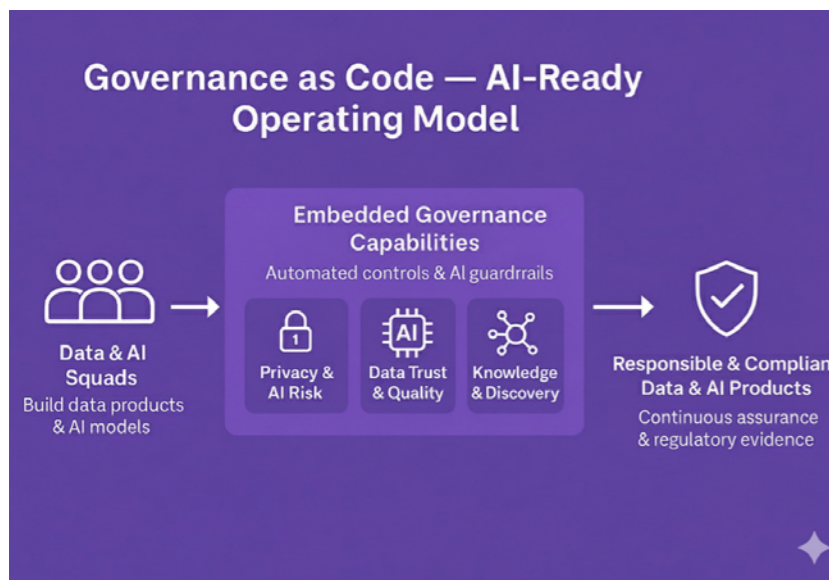 Governance as Code — AI-Ready
Operating Model
Embedded Governance
Capabilities
Automated controls & AI guardrrails
1
Privacy &
AI Risk
AI
Data Trust
& Quality
Knowledge
& Discovery
Data & AI
Squads
Build data products
& AI models
Responsible & Complian
Data & AI Products
Continuous assurance
& regulatory evidence